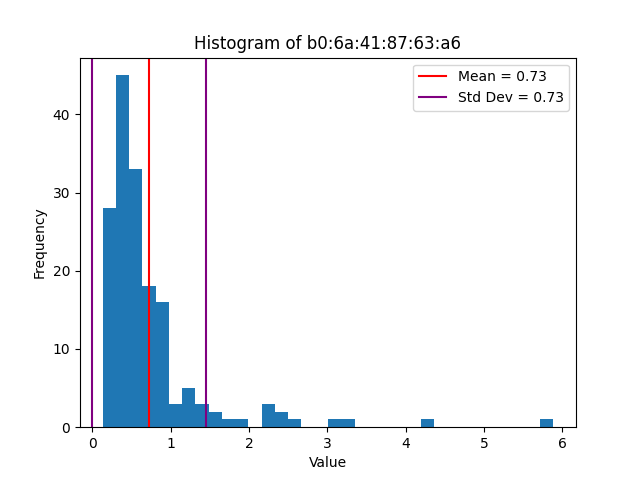 Histogram of b0:6a:41:87:63:a6
Mean = 0.73
Std Dev = 0.73
Frequency
40
30
20
10
0
0 1 2 3 4 5 6
Value